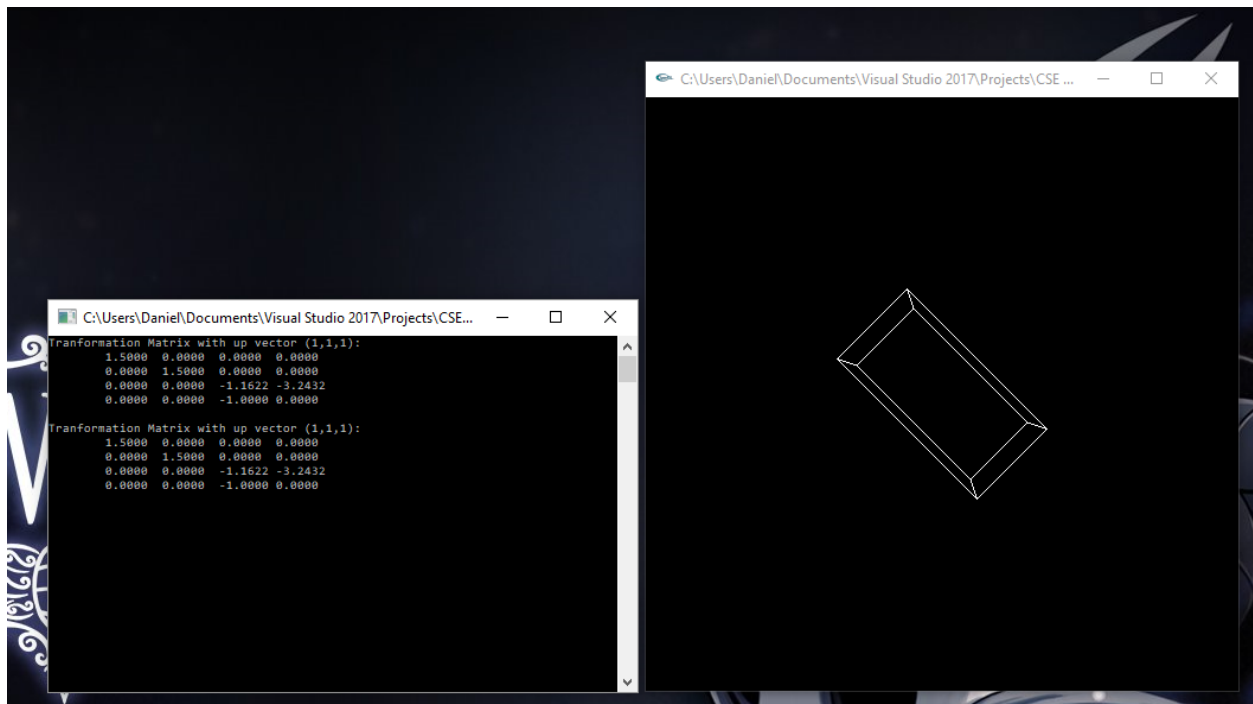 C:\Users\Daniel\Documents\Visual Studio 2017\Projects\CSE ...
C:\Users\Daniel\Documents\Visual Studio 2017\Projects\CSE...
Tranformation Matrix with up vector (1,1,1):
1.5000 0.0000 0.0000 0.0000
0.0000 1.5000 0.0000 0.0000
0.0000 0.0000 -1.1622 -3.2432
0.0000 0.0000 -1.0000 0.0000
Tranformation Matrix with up vector (1,1,1):
1.5000 0.0000 0.0000 0.0000
0.0000 1.5000 0.0000 0.0000
0.0000 0.0000 -1.1622 -3.2432
0.0000 0.0000 -1.0000 0.0000